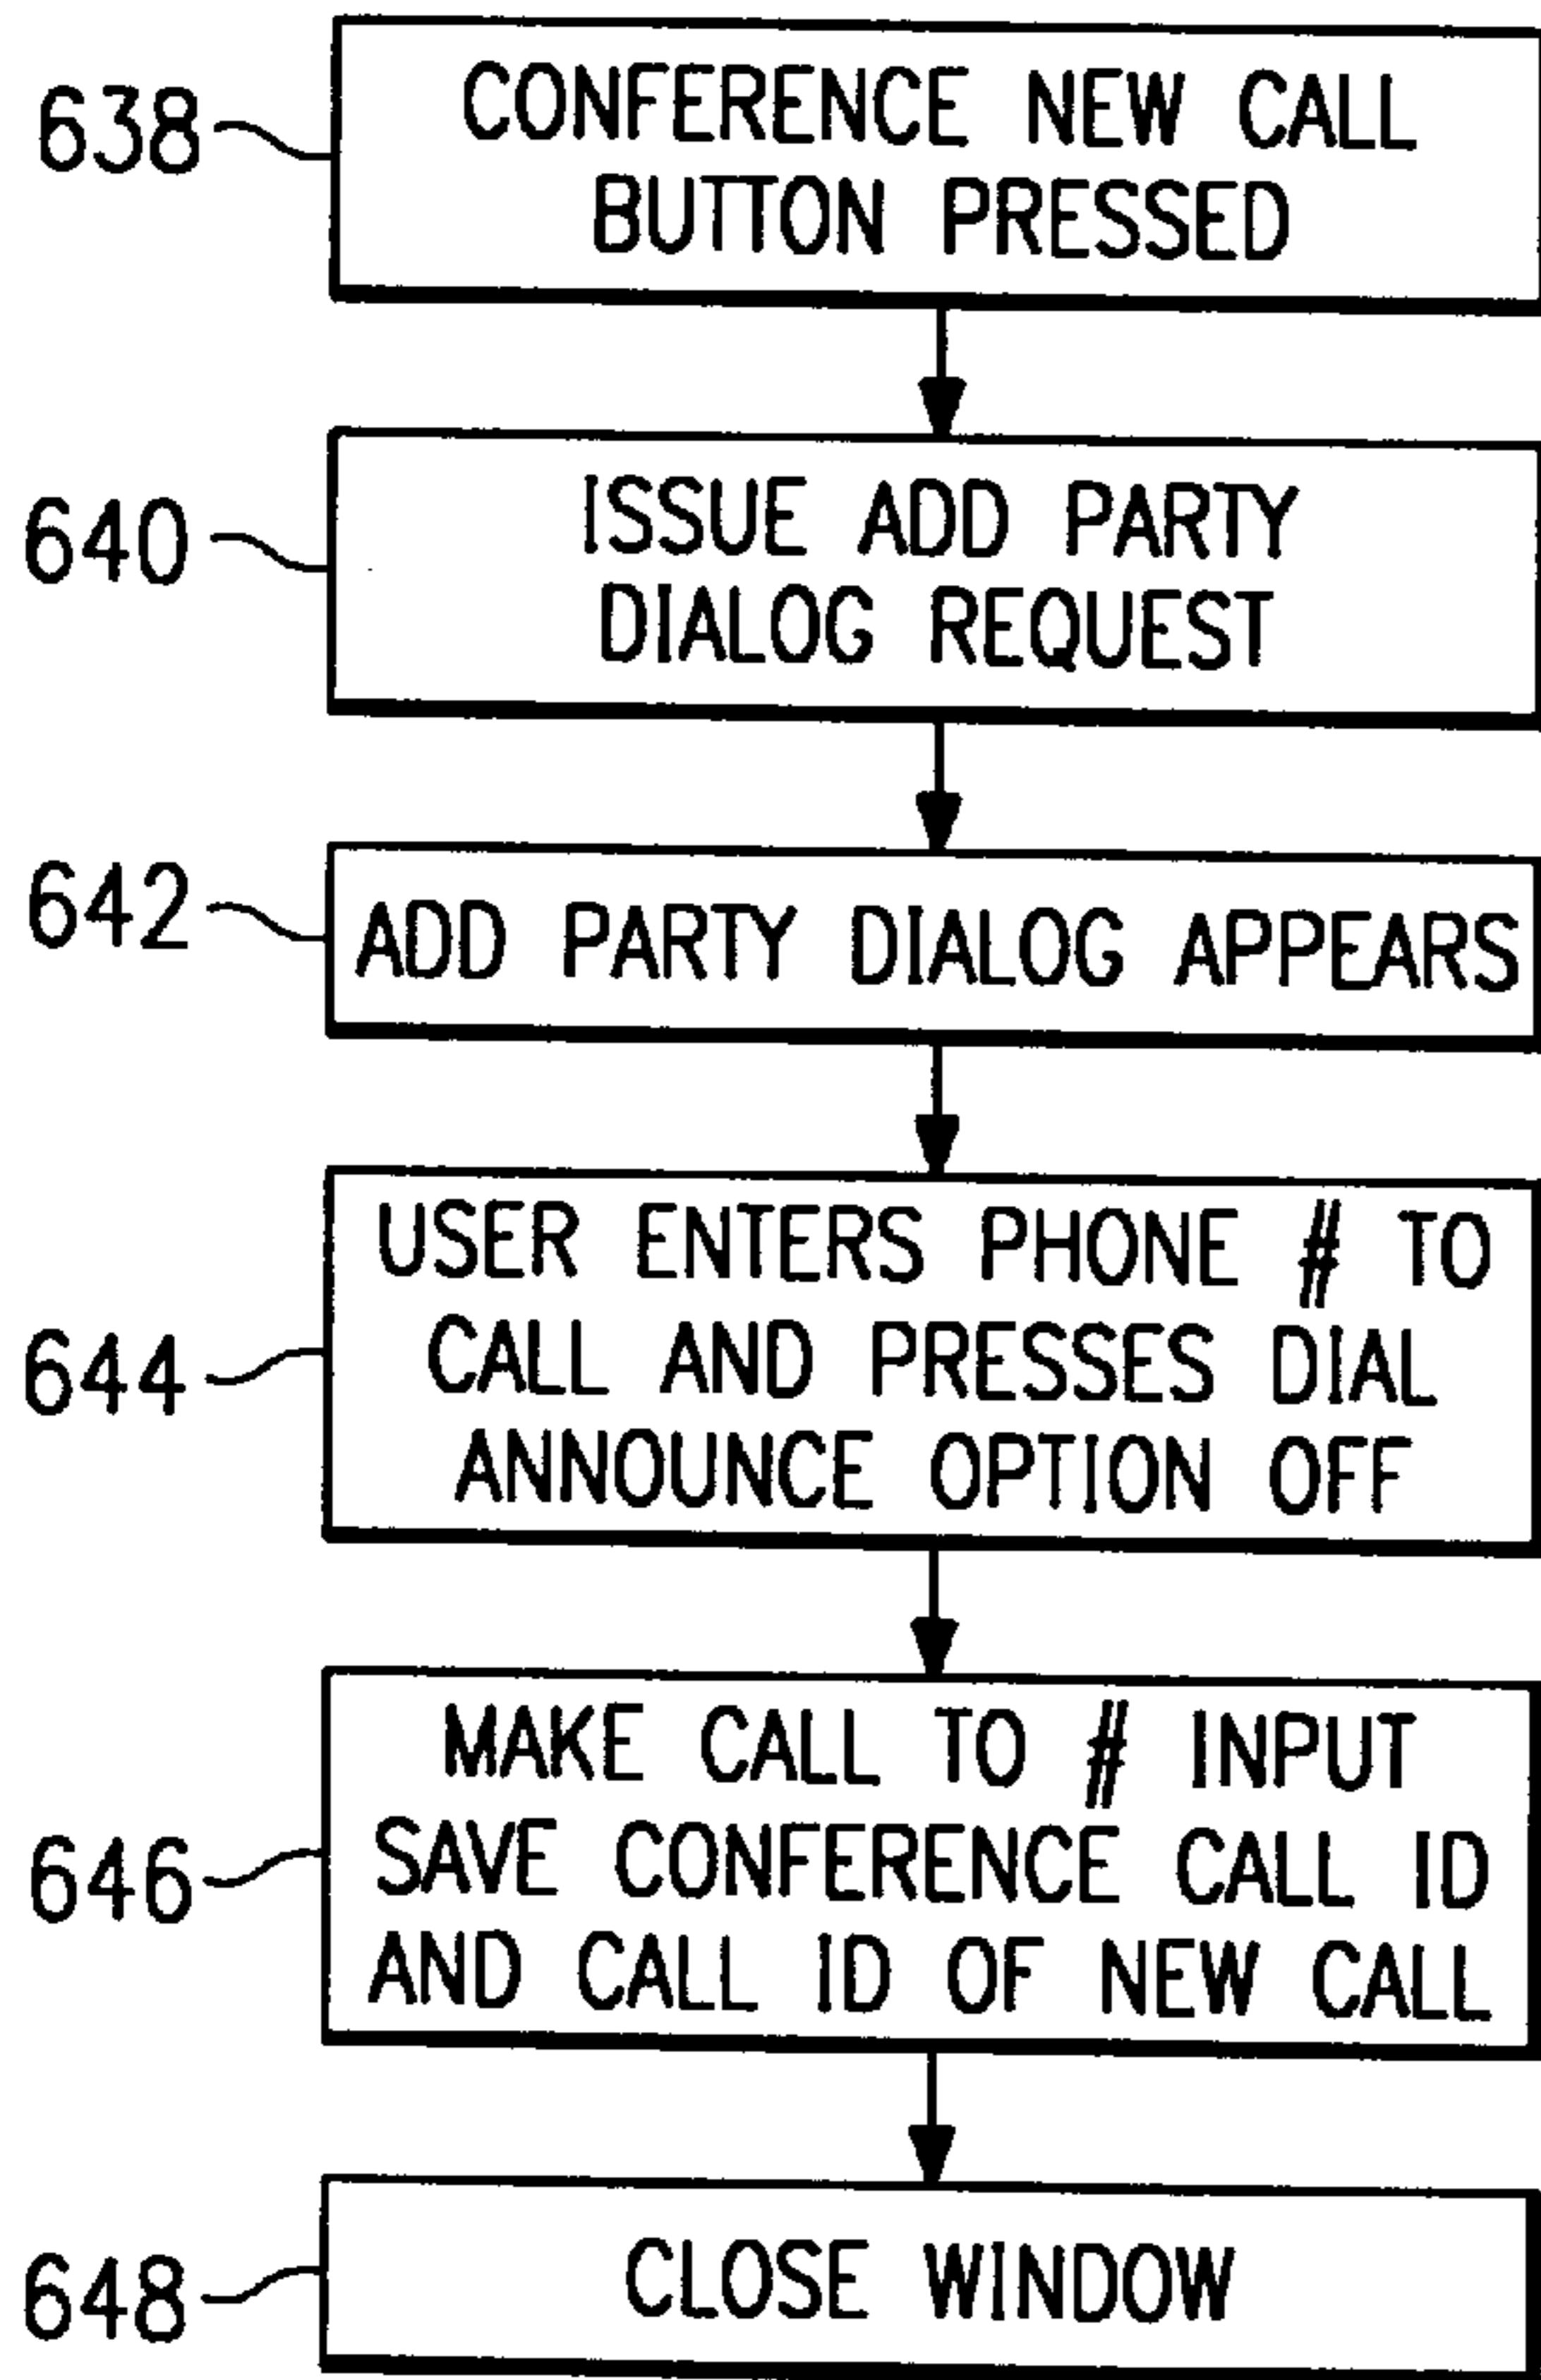 638
CONFERENCE NEW CALL
BUTTON PRESSED
640
ISSUE ADD PARTY
DIALOG REQUEST
642
ADD PARTY DIALOG APPEARS
644
USER ENTERS PHONE # TO
CALL AND PRESSES DIAL
ANNOUNCE OPTION OFF
646
MAKE CALL TO # INPUT
SAVE CONFERENCE CALL ID
AND CALL ID OF NEW CALL
648
CLOSE WINDOW